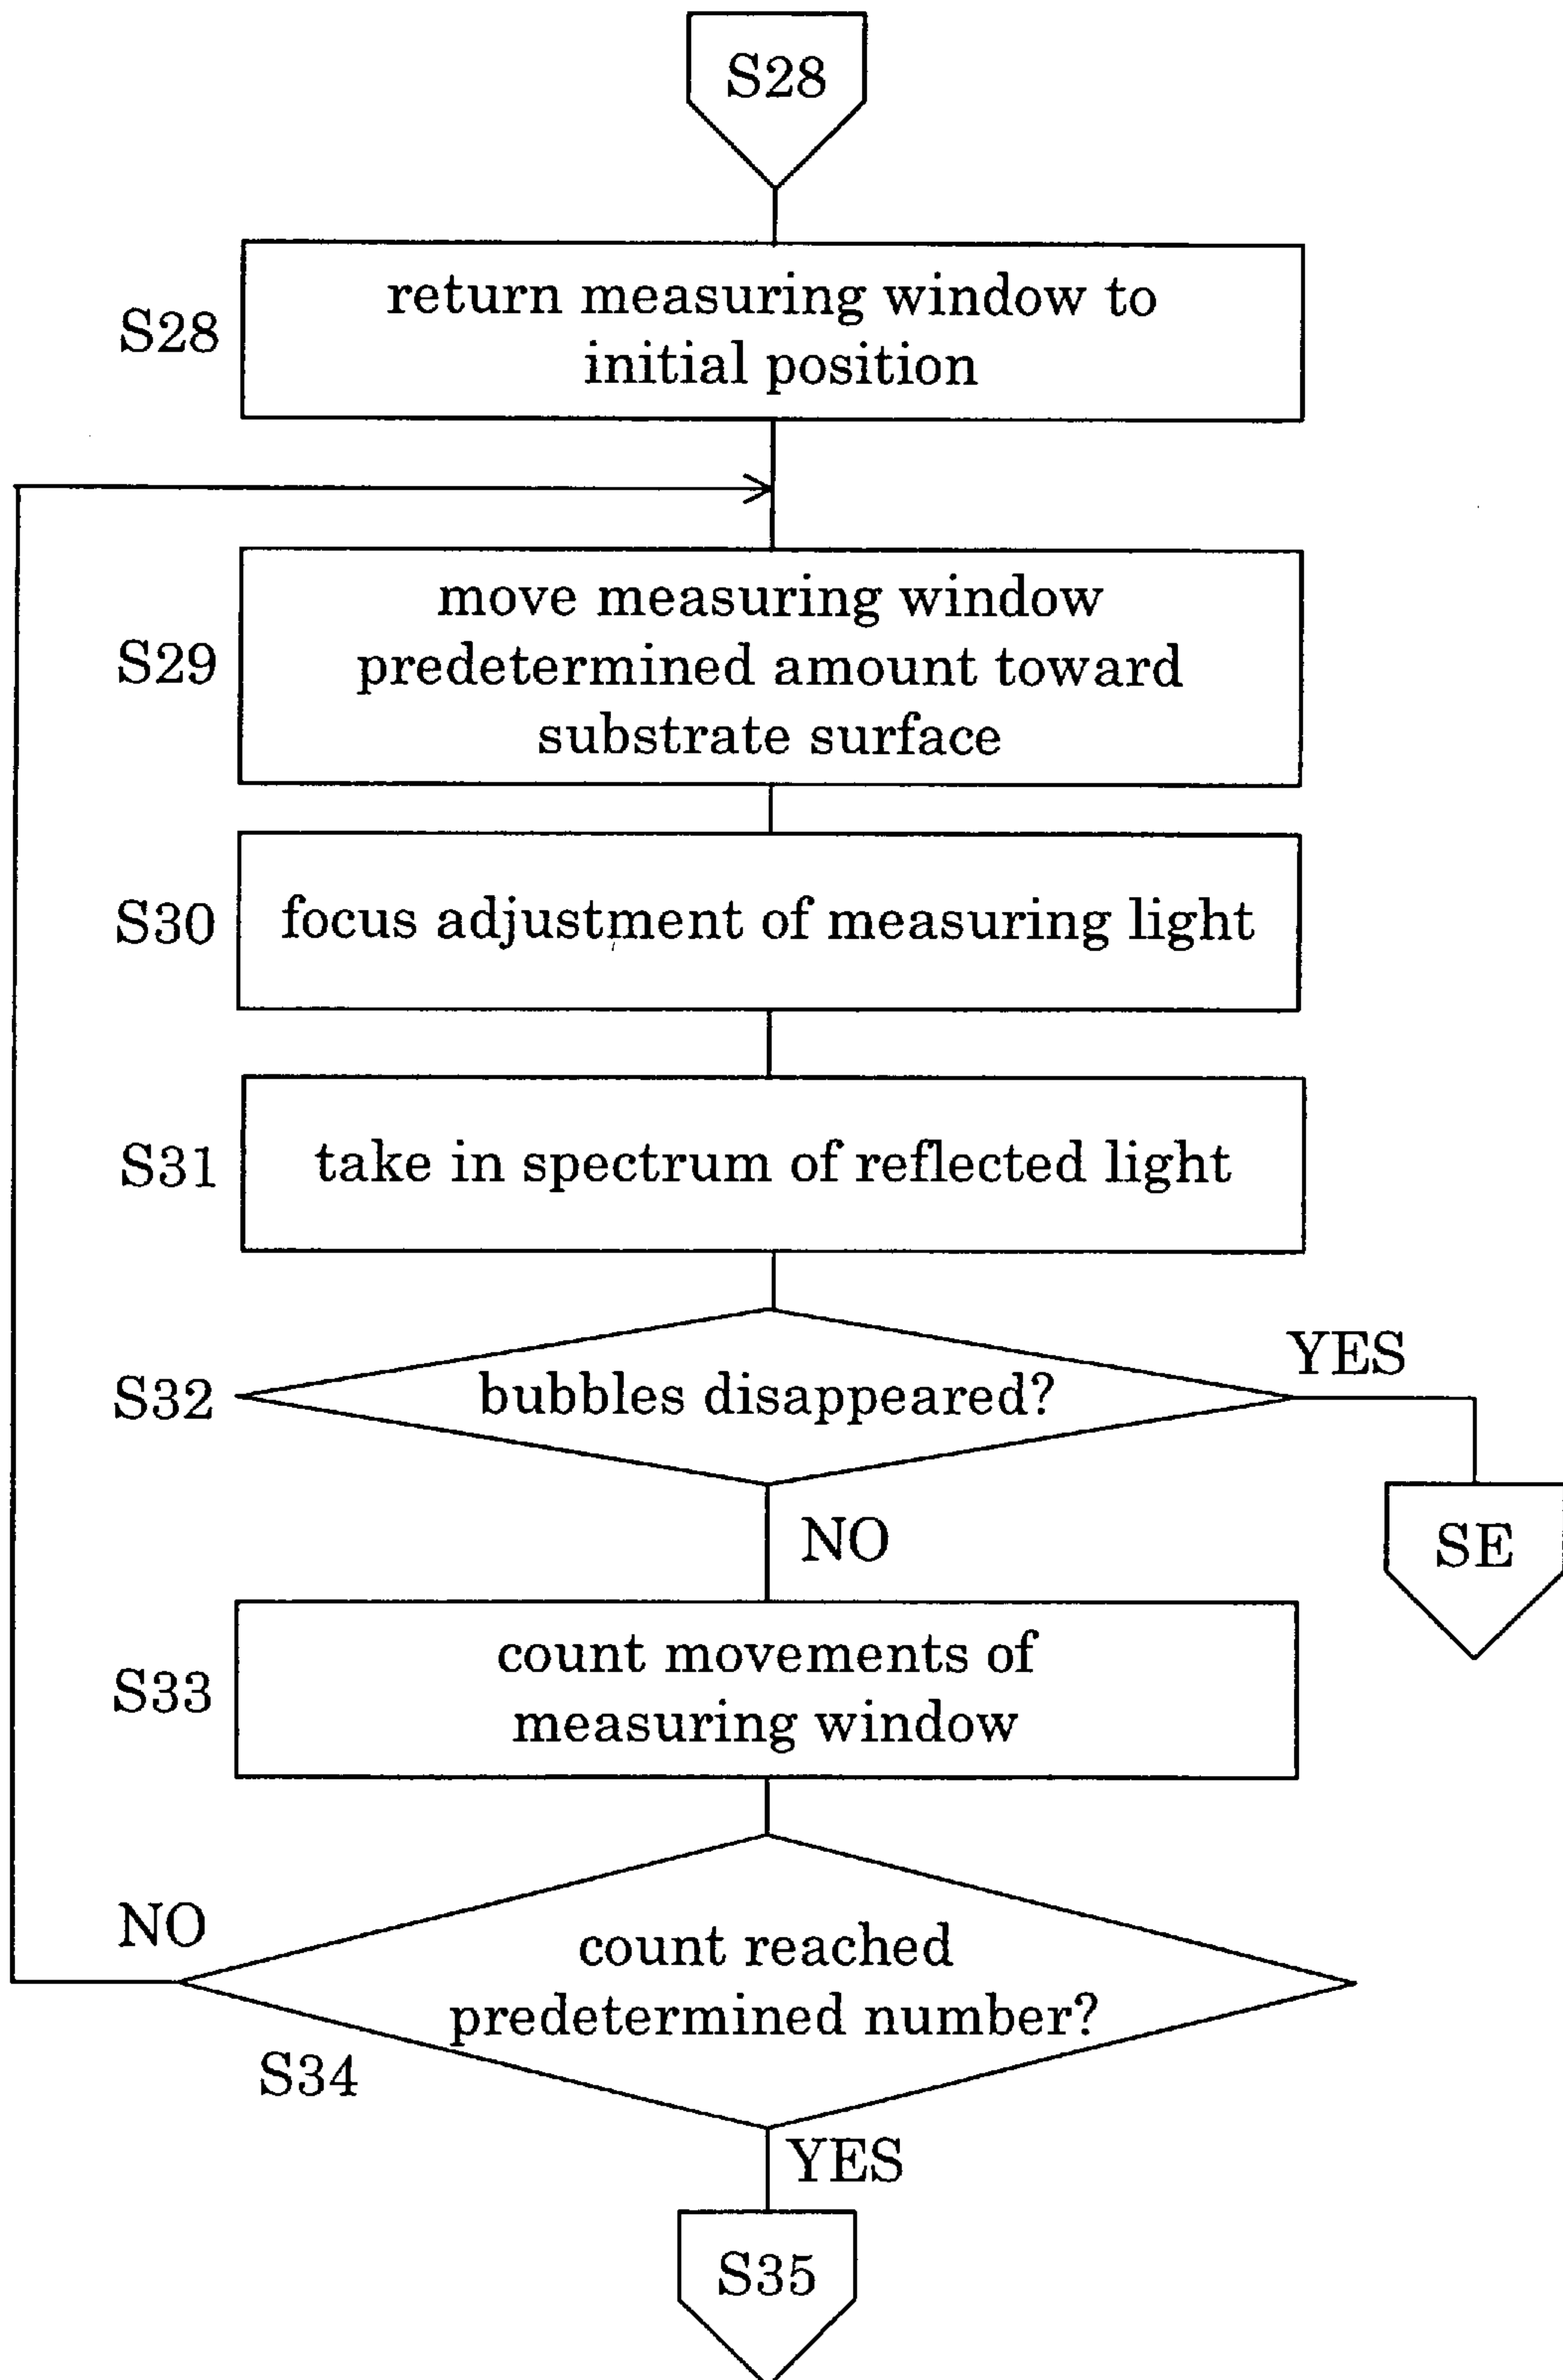 S28
S28
return measuring window to
initial position
S29
move measuring window
predetermined amount toward
substrate surface
S30
focus adjustment of measuring light
S31
take in spectrum of reflected light
S32
bubbles disappeared?
YES
SE
NO
S33
count movements of
measuring window
NO
count reached
predetermined number?
S34
YES
S35